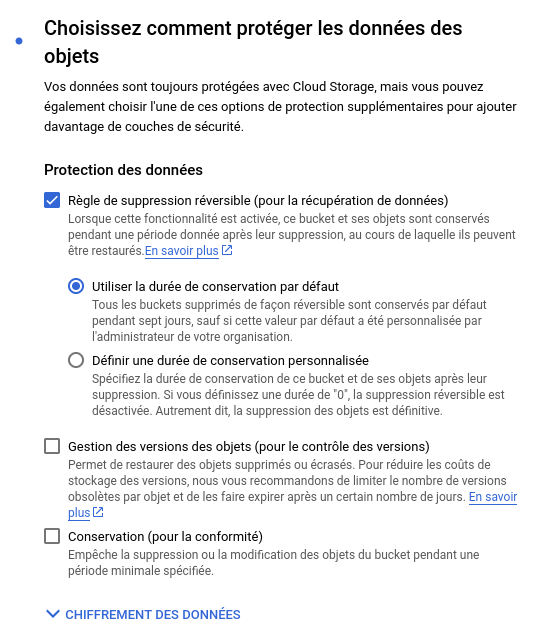 Choisissez comment protéger les données des
objets
Vos données sont toujours protégées avec Cloud Storage, mais vous pouvez
également choisir l'une de ces options de protection supplémentaires pour ajouter
davantage de couches de sécurité.
Protection des données
Règle de suppression réversible (pour la récupération de données)
Lorsque cette fonctionnalité est activée, ce bucket et ses objets sont conservés
pendant une période donnée après leur suppression, au cours de laquelle ils peuvent
être restaurés.En savoir plus
Utiliser la durée de conservation par défaut
Tous les buckets supprimés de façon réversible sont conservés par défaut
pendant sept jours, sauf si cette valeur par défaut a été personnalisée par
l'administrateur de votre organisation.
Définir une durée de conservation personnalisée
Spécifiez la durée de conservation de ce bucket et de ses objets après leur
suppression. Si vous définissez une durée de "0", la suppression réversible est
désactivée. Autrement dit, la suppression des objets est définitive.
Gestion des versions des objets (pour le contrôle des versions)
Permet de restaurer des objets supprimés ou écrasés. Pour réduire les coûts de
stockage des versions, nous vous recommandons de limiter le nombre de versions
obsolètes par objet et de les faire expirer après un certain nombre de jours. En savoir
plus
Conservation (pour la conformité)
Empêche la suppression ou la modification des objets du bucket pendant une
période minimale spécifiée.
CHIFFREMENT DES DONNÉES